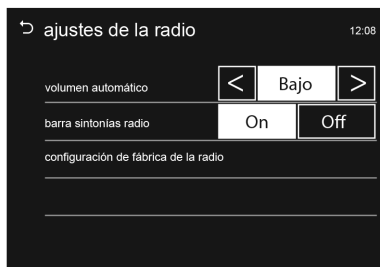 ajustes de la radio 12:08
volumen automático < Bajo >
barra sintonías radio On Off
configuración de fábrica de la radio